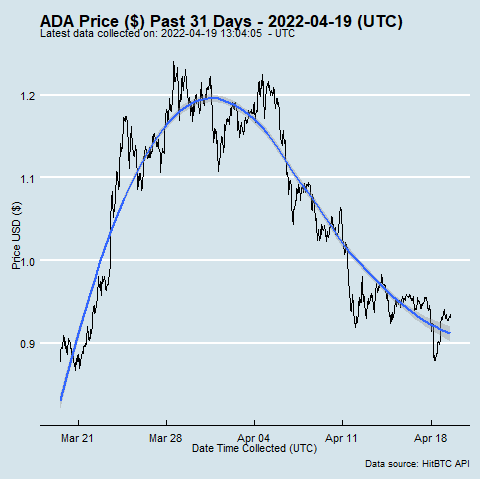 ADA Price ($) Past 31 Days - 2022-04-19 (UTC)
Latest data collected on: 2022-04-19 13:04:05 - UTC
1.2
1.1
1.0
0.9
Price USD ($)
Mar 21 Mar 28 Apr 04 Apr 11 Apr 18
Date Time Collected (UTC)
Data source: HitBTC API